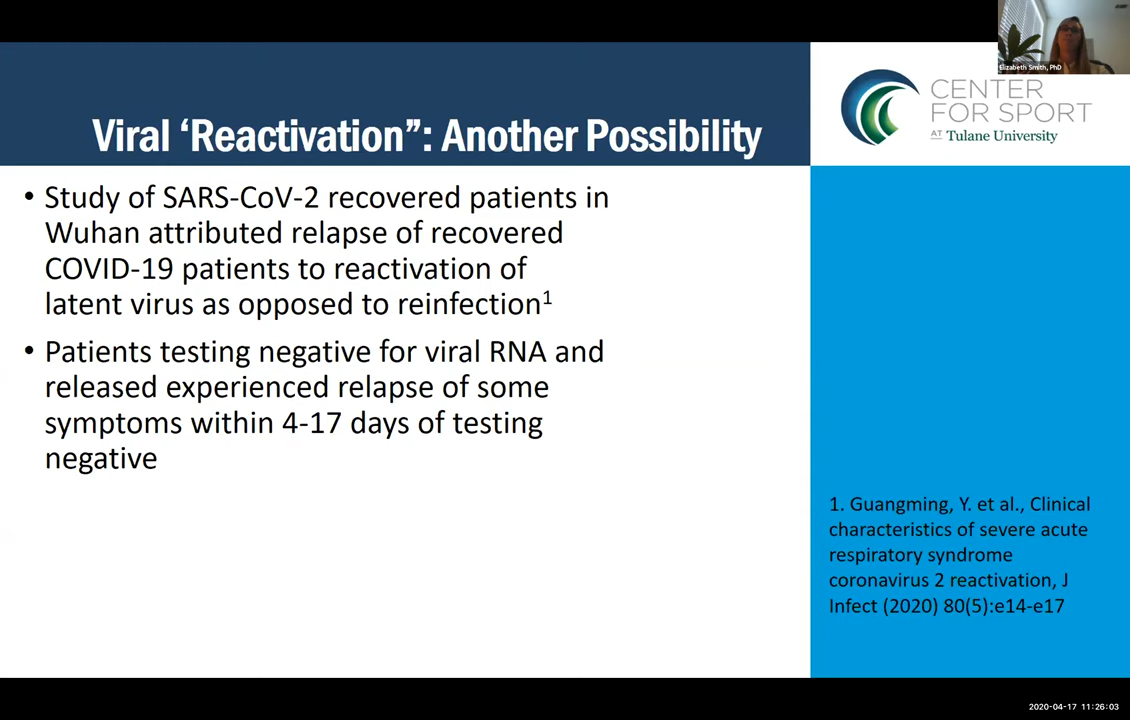 Elizabeth Smith, PhD
Viral ‘Reactivation”: Another Possibility
CENTER
FOR SPORT
AT Tulane University
• Study of SARS-CoV-2 recovered patients in
Wuhan attributed relapse of recovered
COVID-19 patients to reactivation of
latent virus as opposed to reinfection1
• Patients testing negative for viral RNA and
released experienced relapse of some
symptoms within 4-17 days of testing
negative
1. Guangming, Y. et al., Clinical
characteristics of severe acute
respiratory syndrome
coronavirus 2 reactivation, J
Infect (2020) 80(5):e14-e17
2020-04-17 11:26:03